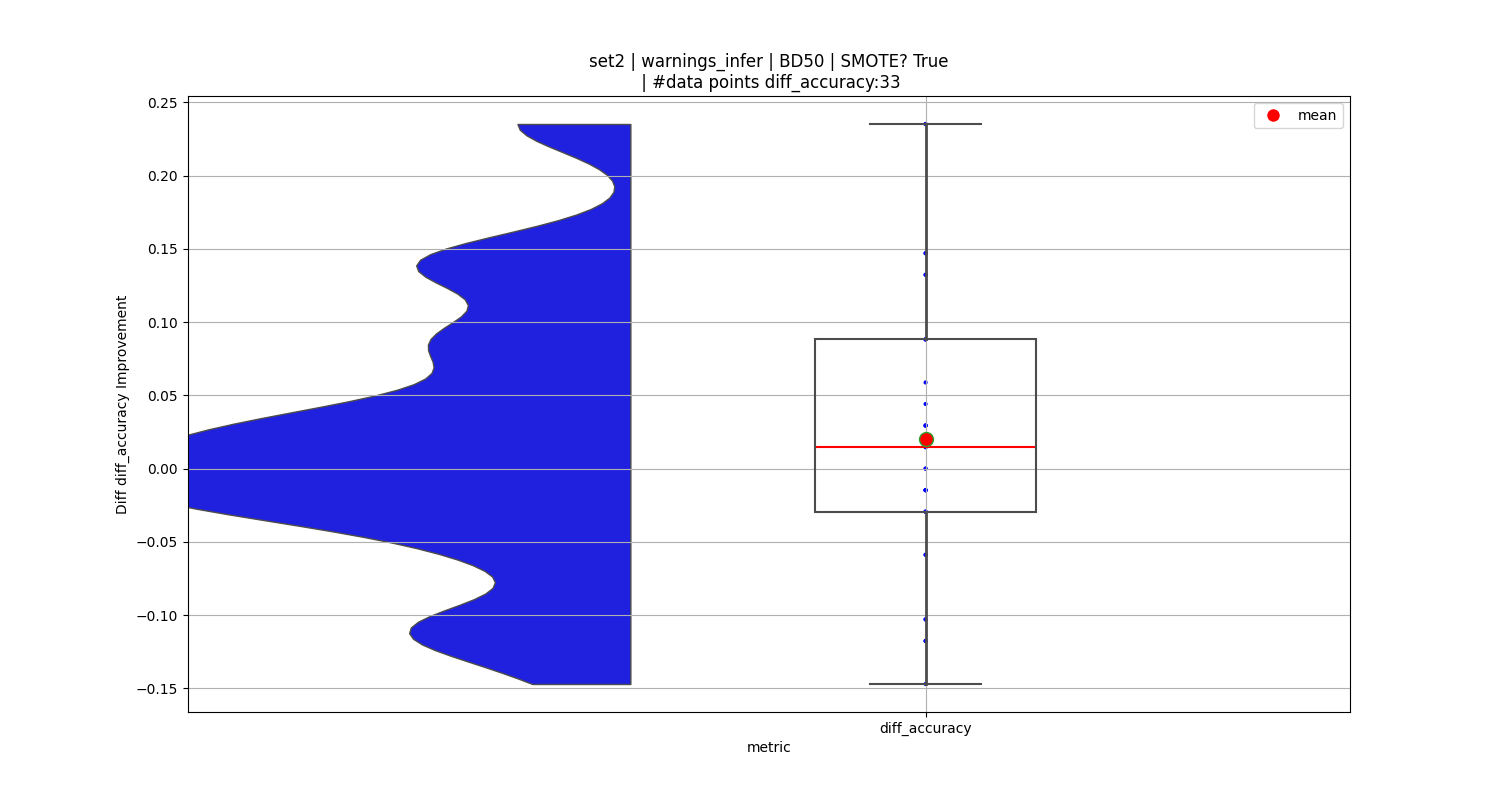 set2 | warnings_infer | BD50 | SMOTE? True
| #data points diff_accuracy:33
mean
0.25
0.20
0.15
0.10
0.05
0.00
−0.05
−0.10
−0.15
Diff diff_accuracy Improvement
diff_accuracy
metric